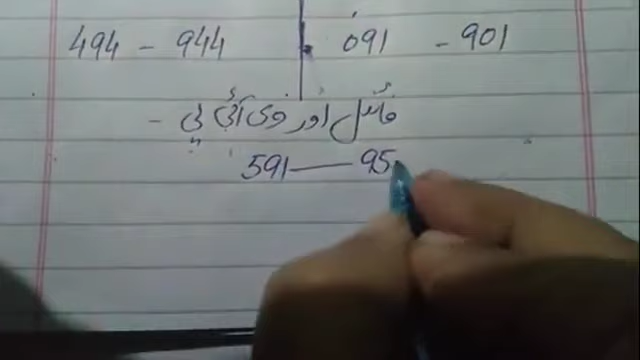 494 - 944 091 - 901
فائنل اور وی آئی پی -
591 — 95